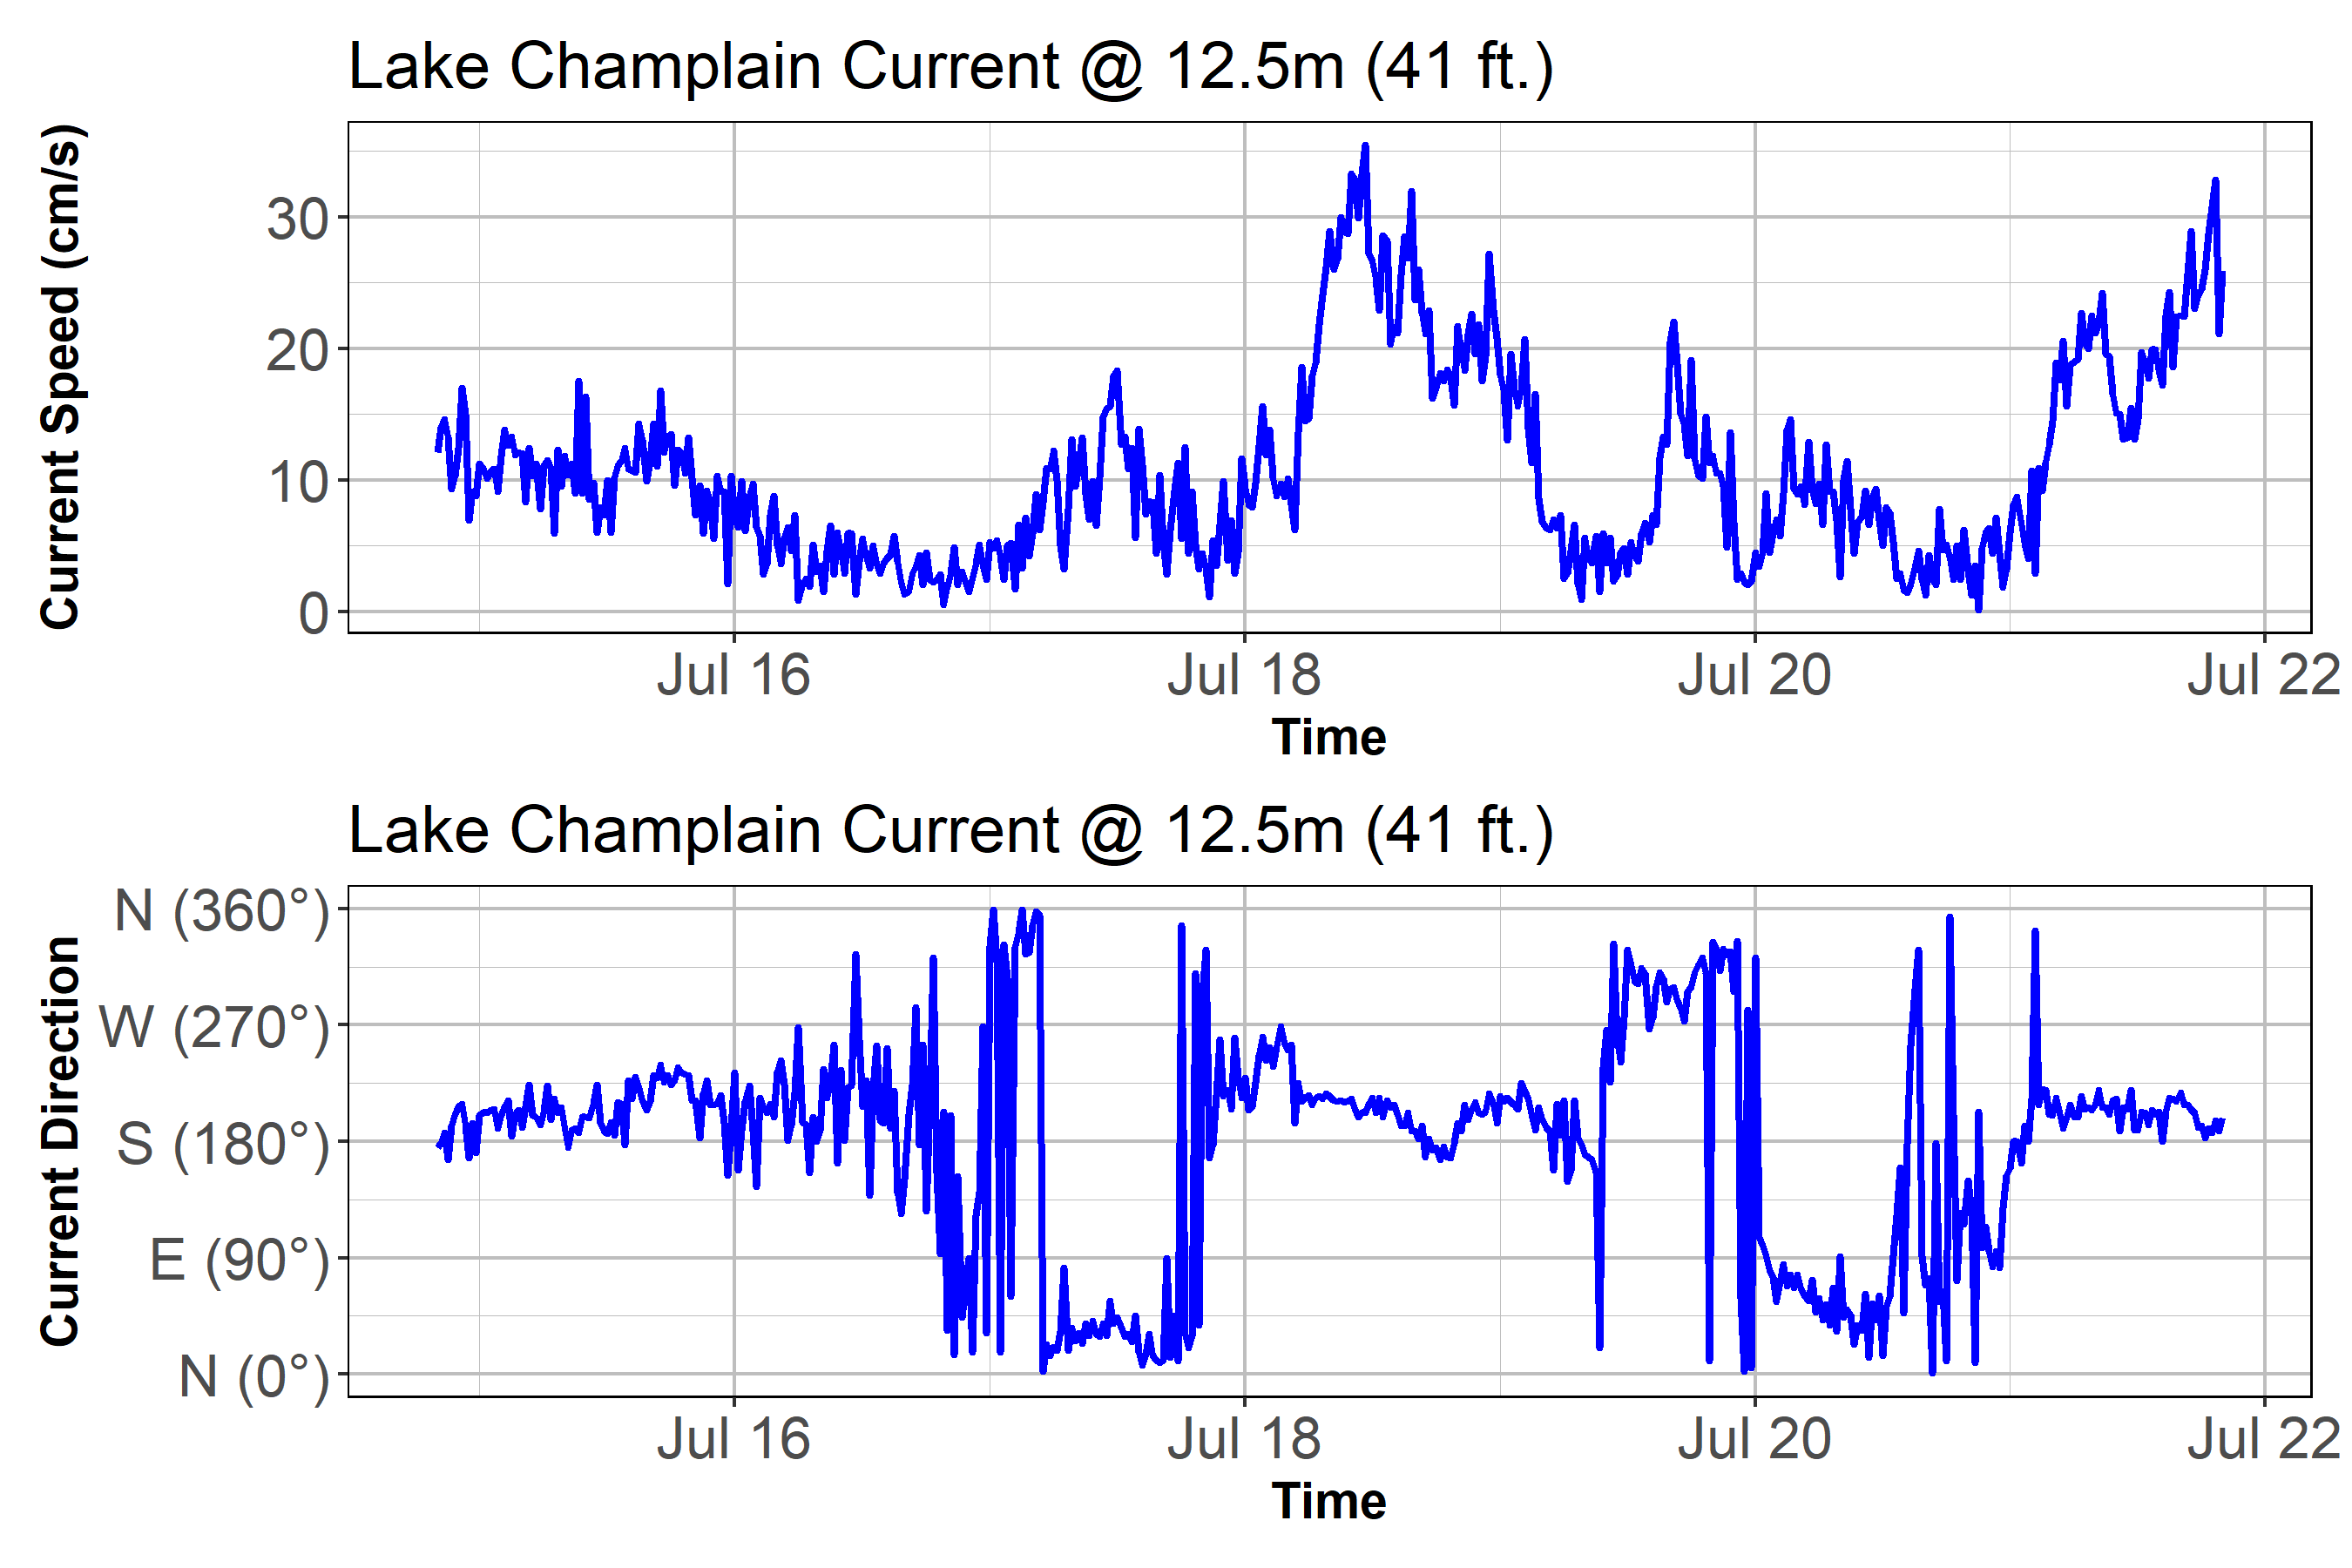 Lake Champlain Current @ 12.5m (41 ft.)
Current Speed (cm/s)
30
20
10
0
Jul 16 Jul 18 Jul 20 Jul 22
Time
Lake Champlain Current @ 12.5m (41 ft.)
Current Direction
N (360°)
W (270°)
S (180°)
E (90°)
N (0°)
Jul 16 Jul 18 Jul 20 Jul 22
Time